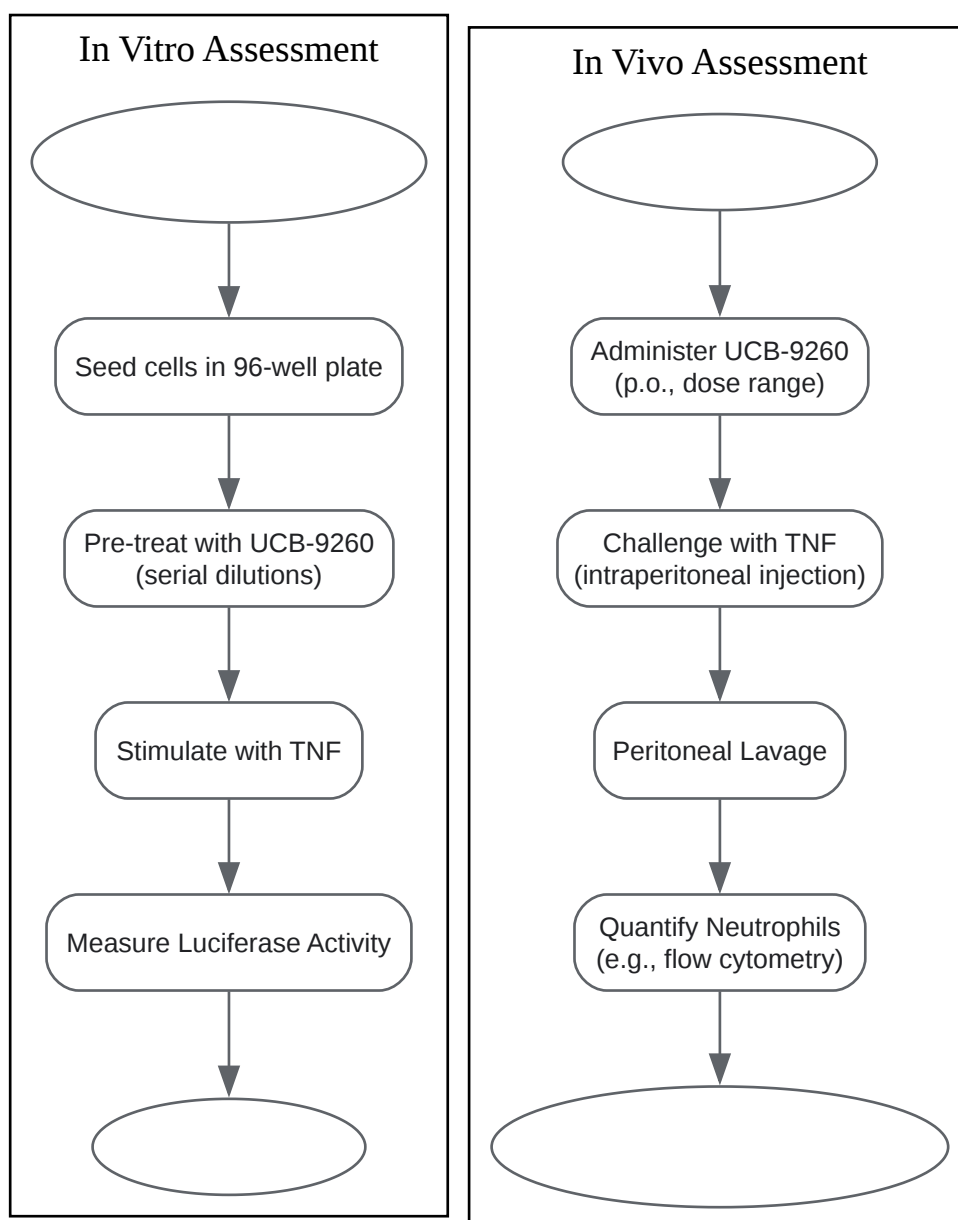 In Vitro Assessment
Seed cells in 96-well plate
Pre-treat with UCB-9260
(serial dilutions)
Stimulate with TNF
Measure Luciferase Activity
In Vivo Assessment
Administer UCB-9260
(p.o., dose range)
Challenge with TNF
(intraperitoneal injection)
Peritoneal Lavage
Quantify Neutrophils
(e.g., flow cytometry)